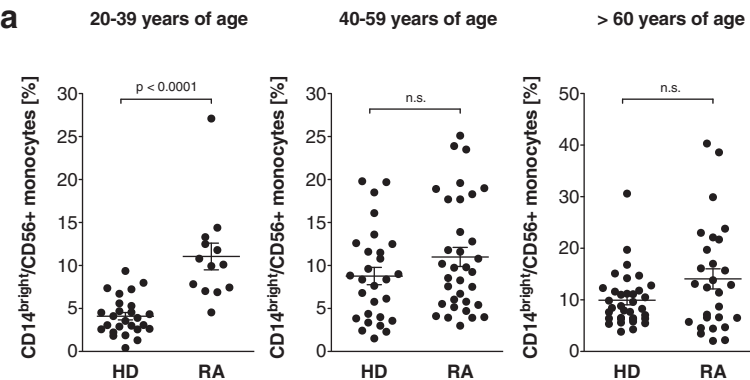 a
20-39 years of age
40-59 years of age
> 60 years of age
CD14bright/CD56+ monocytes [%]
30
25
20
15
10
5
0
p < 0.0001
HD
RA
CD14bright/CD56+ monocytes [%]
30
25
20
15
10
5
0
n.s.
HD
RA
CD14bright/CD56+ monocytes [%]
50
40
30
20
10
0
n.s.
HD
RA